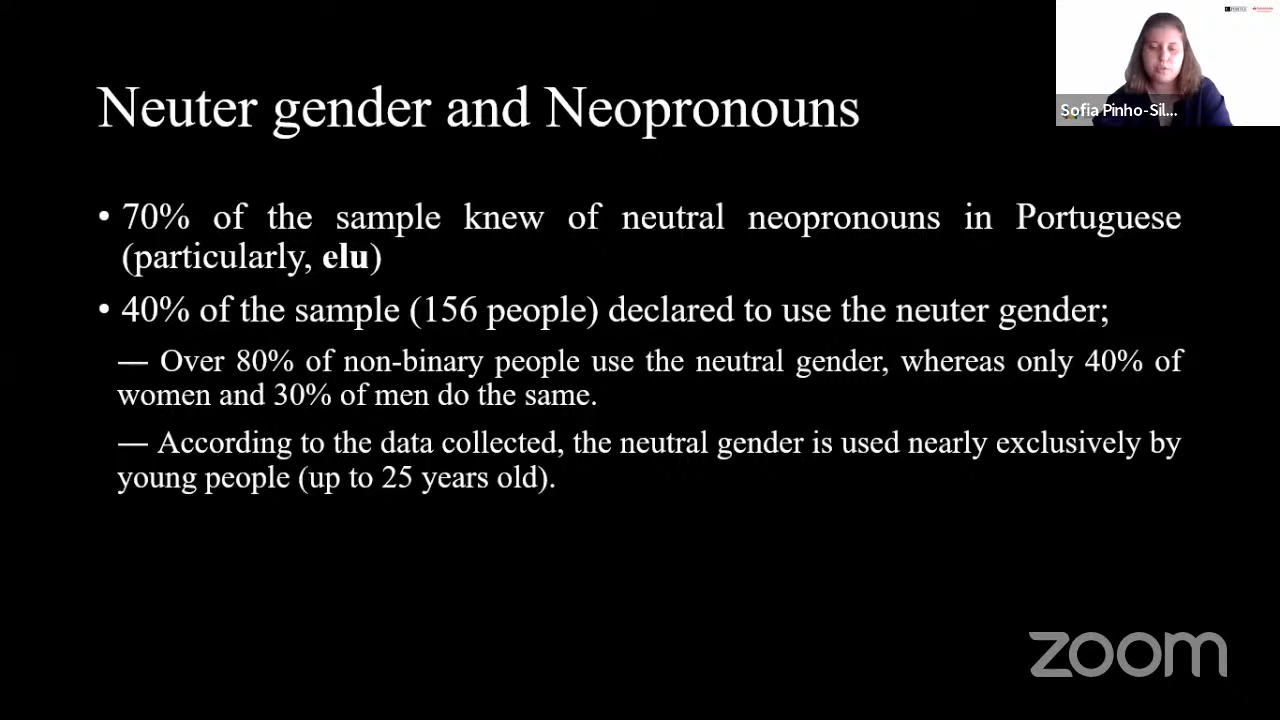 Neuter gender and Neopronouns
Sofia Pinho-Sil...
• 70% of the sample knew of neutral neopronouns in Portuguese
(particularly, elu)
• 40% of the sample (156 people) declared to use the neuter gender;
— Over 80% of non-binary people use the neutral gender, whereas only 40% of
women and 30% of men do the same.
— According to the data collected, the neutral gender is used nearly exclusively by
young people (up to 25 years old).
zoom